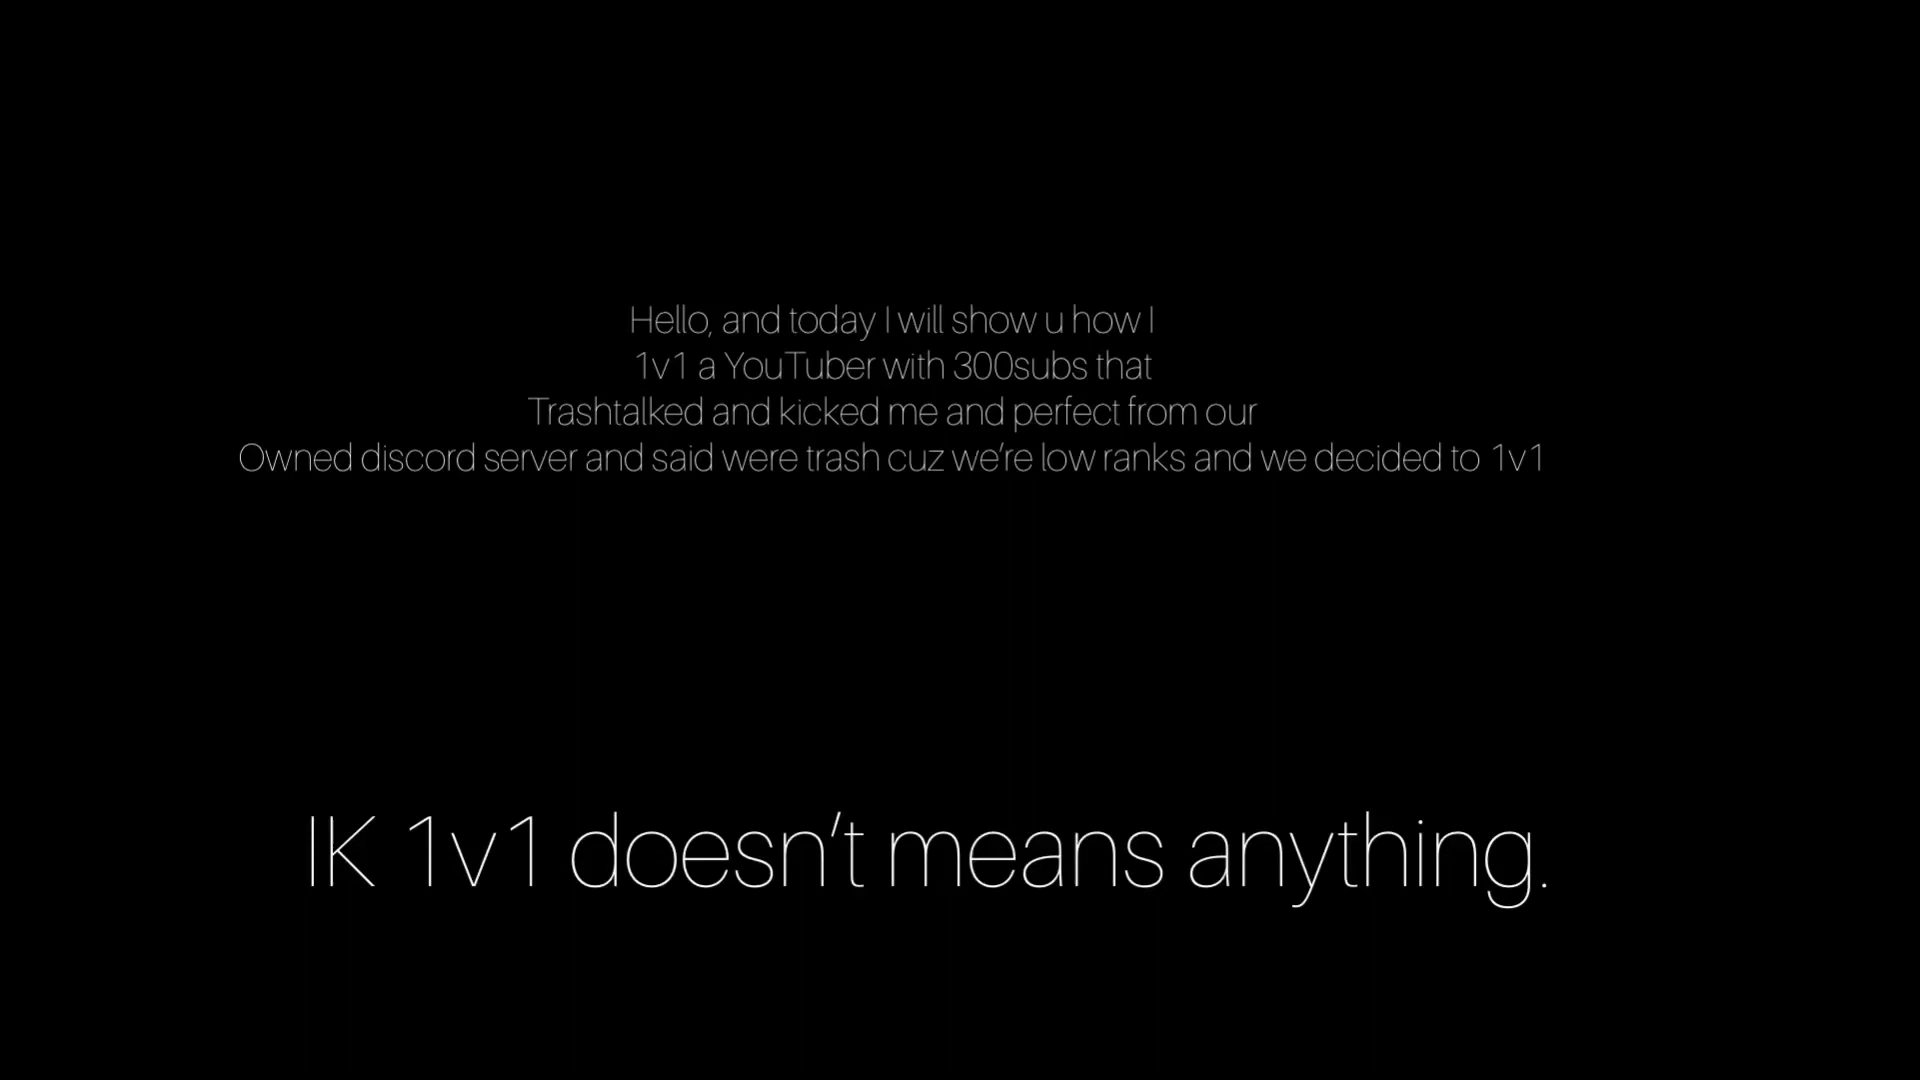 Hello, and today I will show u how I
1v1 a YouTuber with 300subs that
Trashtalked and kicked me and perfect from our
Owned discord server and said were trash cuz we're low ranks and we decided to 1v1
IK 1v1 doesn't means anything.